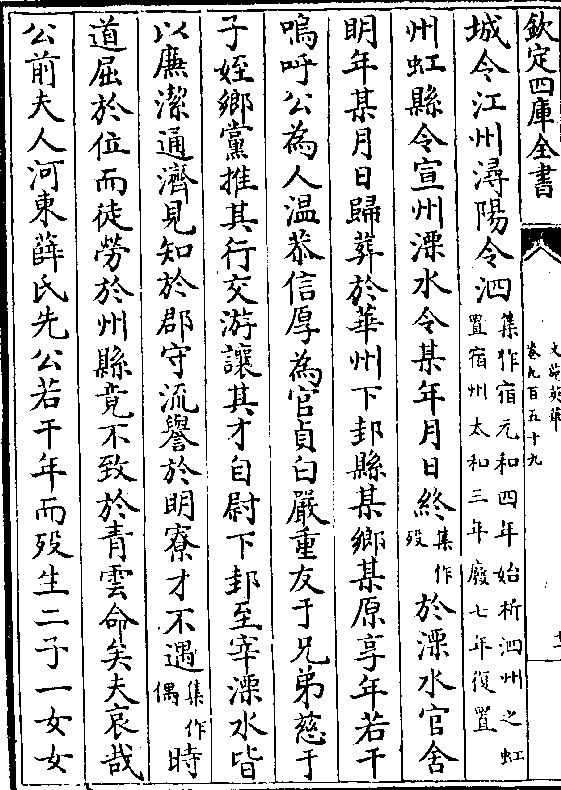 欽定四庫全書
文苑英華
卷九百五十九
十一
城令江州潯陽令泗集作宿元和四年始析泗州之虹置宿州太和三年廢七年復置
州虹縣令宣州溧水令某年月日終集作殁於溧水官舍
明年某月日歸葬於華州下邽縣某鄉某原享年若干
嗚呼公為人温恭信厚為官貞白嚴重友于兄弟慈于
子姪鄉黨推其行交游讓其才自尉下邽至宰溧水皆
以廉潔通濟見知於郡守流譽於明寮才不遇集作偶時
道屈於位而徒勞於州縣竟不致於青雲命矣夫哀哉
公前夫人河東薛氏先公若干年而殁生二子一女女